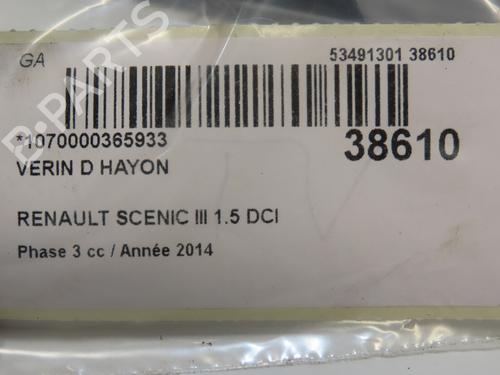 GA
53491301 38610
*1070000365933
38610
VERIN D HAYON
RENAULT SCENIC III 1.5 DCI
Phase 3 cc / Année 2014
B-PARTS